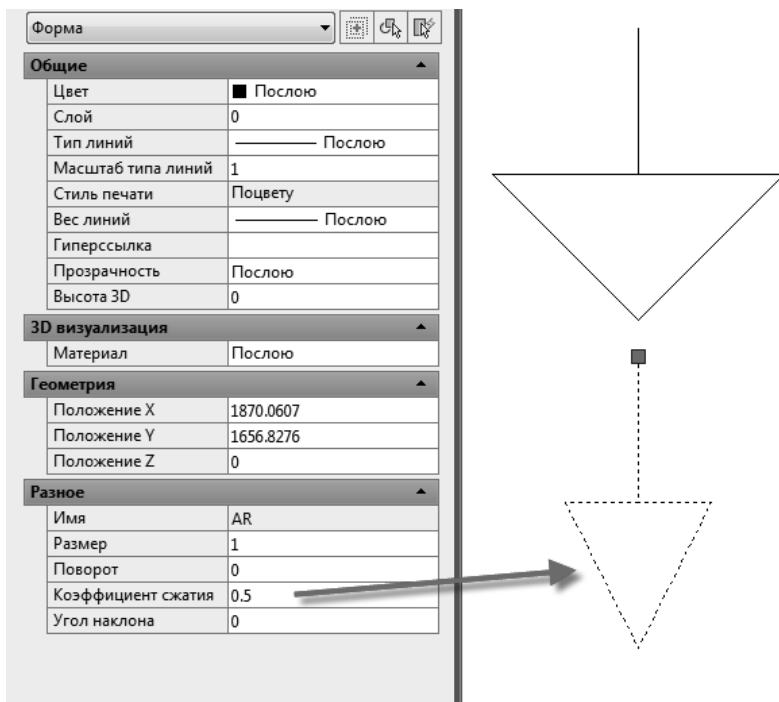 Форма
Общие
Цвет Послою
Слой 0
Тип линий Послою
Масштаб типа линий 1
Стиль печати Поцвету
Вес линий Послою
Гиперссылка
Прозрачность Послою
Высота 3D 0
3D визуализация
Материал Послою
Геометрия
Положение X 1870.0607
Положение Y 1656.8276
Положение Z 0
Разное
Имя AR
Размер 1
Поворот 0
Коэффициент сжатия 0.5
Угол наклона 0